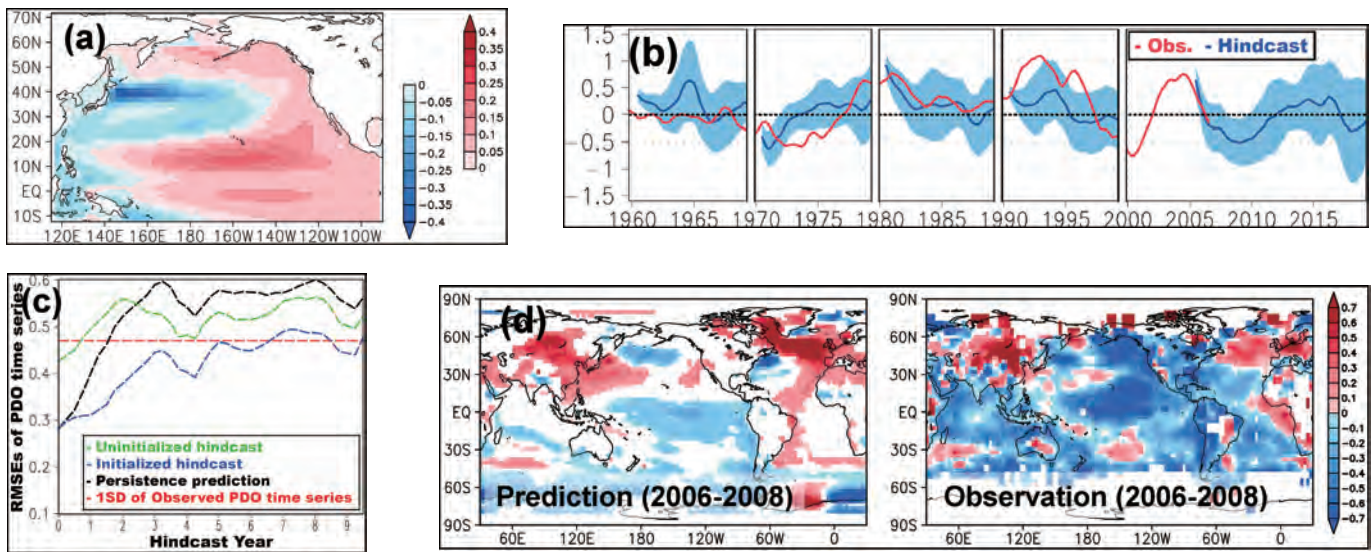 (a)
70N
60N
50N
40N
30N
20N
10N
EQ
10S
120E 140E 160E 180 160W 140W 120W 100W
0
-0.05
-0.1
-0.15
-0.2
-0.25
-0.3
-0.35
-0.4
0.4
0.3
0.25
0.2
0.15
0.1
0.05
0
(b)
- Obs. - Hindcast
1.5
1
0.5
0
-0.5
-1
-1.5
1960 1965 1970 1975 1980 1985 1990 1995 2000 2005 2010 2015
(c)
RMSEs of PDO time series
0.6
0.5
0.4
0.3
0.2
0.1
Uninitialized hindcast
Initialized hindcast
Persistence prediction
1SD of Observed PDO time series
0 1 2 3 4 5 6 7 8 9
Hindcast Year
(d)
90N
60N
30N
EQ
30S
60S
90S
60E 120E 180 120W 60W 0
Prediction (2006-2008)
90N
60N
30N
EQ
30S
60S
90S
60E 120E 180 120W 60W 0
Observation (2006-2008)
0.7
0.6
0.5
0.4
0.3
0.2
0.1
0
-0.1
-0.2
-0.3
-0.4
-0.5
-0.6
-0.7